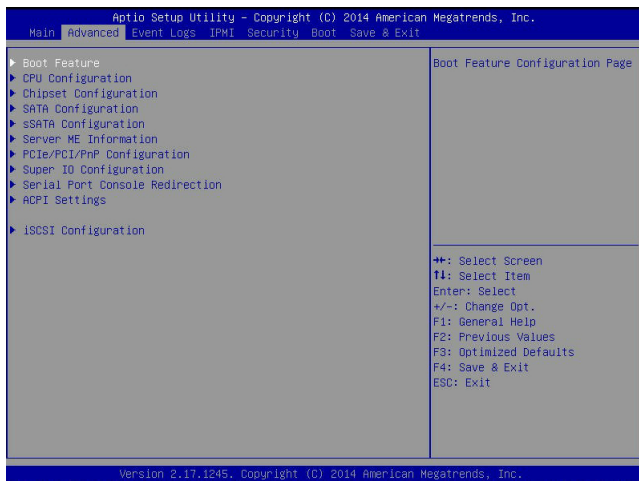 Aptio Setup Utility – Copyright (C) 2014 American Megatrends, Inc.
Main Advanced Event Logs IPMI Security Boot Save & Exit
▶ Boot Feature
▶ CPU Configuration
▶ Chipset Configuration
▶ SATA Configuration
▶ sSATA Configuration
▶ Server ME Information
▶ PCIe/PCI/PnP Configuration
▶ Super IO Configuration
▶ Serial Port Console Redirection
▶ ACPI Settings
▶ iSCSI Configuration
Boot Feature Configuration Page
→←: Select Screen
↑↓: Select Item
Enter: Select
+/-: Change Opt.
F1: General Help
F2: Previous Values
F3: Optimized Defaults
F4: Save & Exit
ESC: Exit
Version 2.17.1245. Copyright (C) 2014 American Megatrends, Inc.